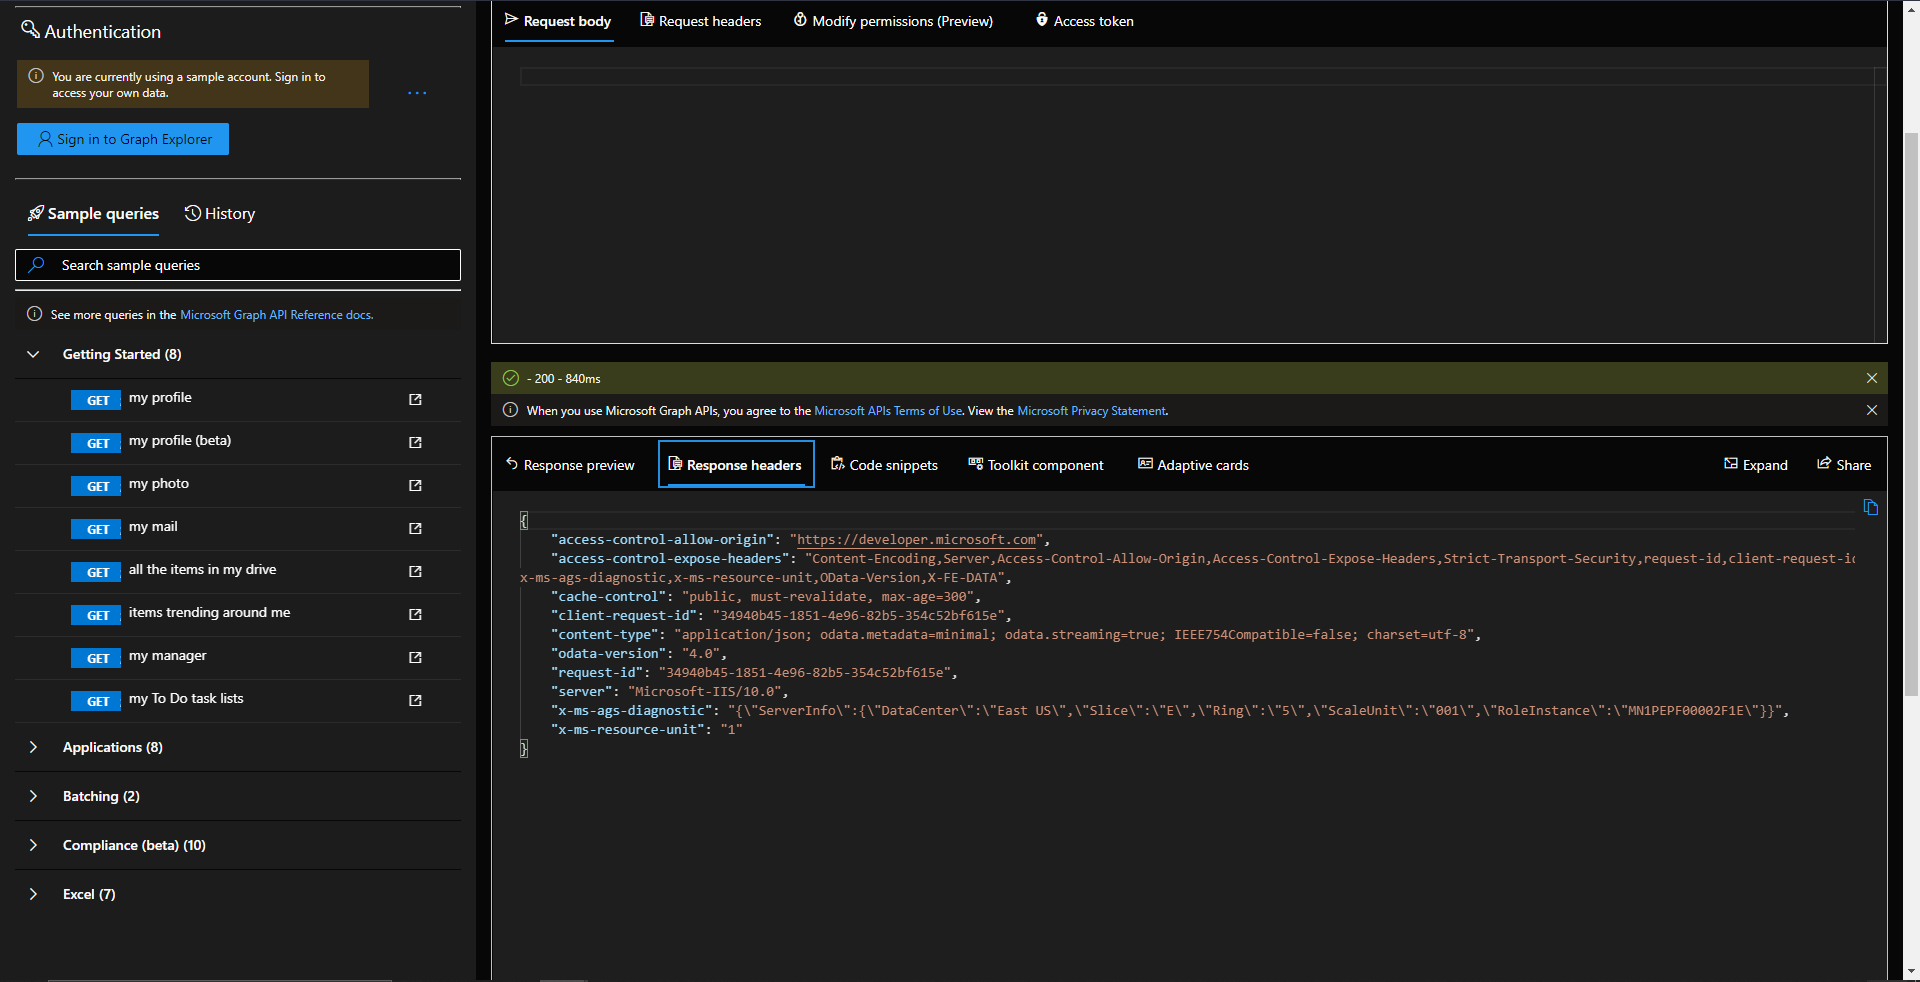 Authentication
You are currently using a sample account. Sign in to
access your own data.
...
Sign in to Graph Explorer
Sample queries
History
Search sample queries
See more queries in the Microsoft Graph API Reference docs.
Getting Started (8)
GET my profile
GET my profile (beta)
GET my photo
GET my mail
GET all the items in my drive
GET items trending around me
GET my manager
GET my To Do task lists
Applications (8)
Batching (2)
Compliance (beta) (10)
Excel (7)
Request body
Request headers
Modify permissions (Preview)
Access token
- 200 - 840ms
When you use Microsoft Graph APIs, you agree to the Microsoft APIs Terms of Use. View the Microsoft Privacy Statement.
Response preview
Response headers
Code snippets
Toolkit component
Adaptive cards
Expand
Share
{
"access-control-allow-origin": "https://developer.microsoft.com",
"access-control-expose-headers": "Content-Encoding,Server,Access-Control-Allow-Origin,Access-Control-Expose-Headers,Strict-Transport-Security,request-id,client-request-id
x-ms-ags-diagnostic,x-ms-resource-unit,OData-Version,X-FE-DATA",
"cache-control": "public, must-revalidate, max-age=300",
"client-request-id": "34940b45-1851-4e96-82b5-354c52bf615e",
"content-type": "application/json; odata.metadata=minimal; odata.streaming=true; IEEE754Compatible=false; charset=utf-8",
"odata-version": "4.0",
"request-id": "34940b45-1851-4e96-82b5-354c52bf615e",
"server": "Microsoft-IIS/10.0",
"x-ms-ags-diagnostic": "{\"ServerInfo\":{\"DataCenter\":\"East US\",\"Slice\":\"E\",\"Ring\":\"5\",\"ScaleUnit\":\"001\",\"RoleInstance\":\"MN1PEPF00002F1E\"}}",
"x-ms-resource-unit": "1"
}